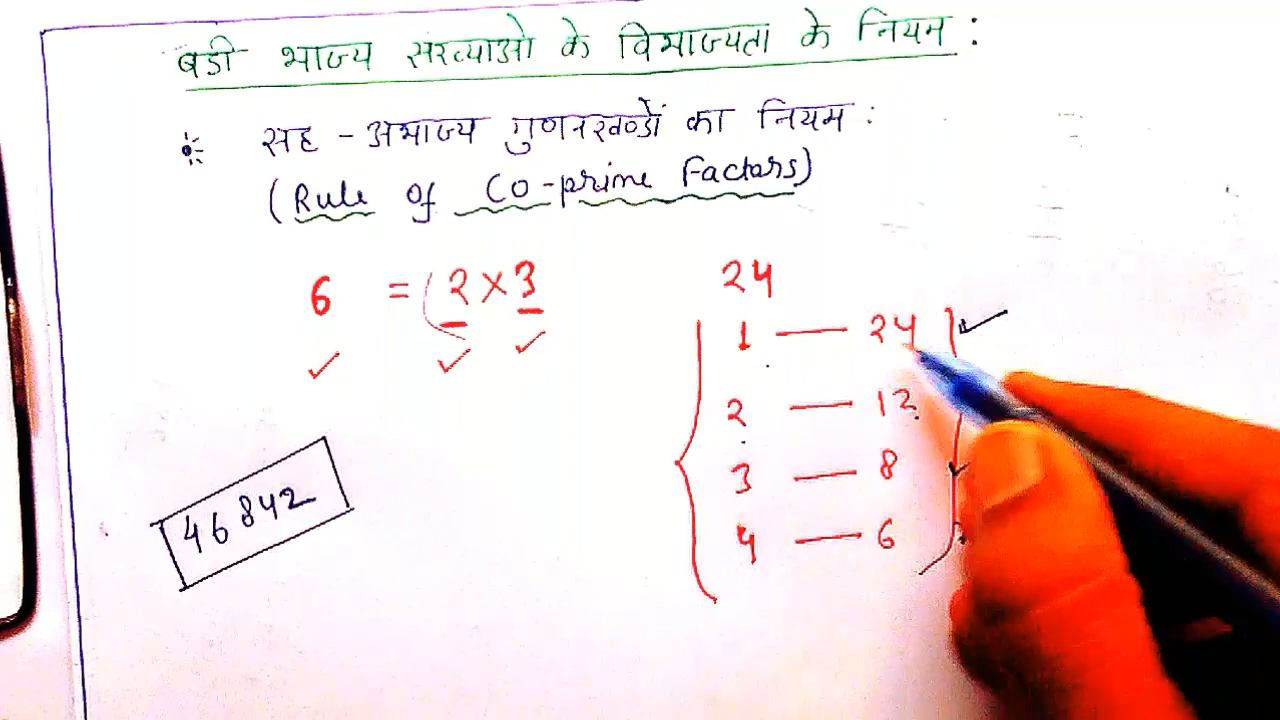 बडी भाज्य संख्याओ के विभाज्यता के नियम :
सह - अभाज्य गुणनखण्डों का नियम :
(Rule of Co-prime Factors)
6 = (2 × 3
24
1 — 24
2 — 12
3 — 8
4 — 6
46842